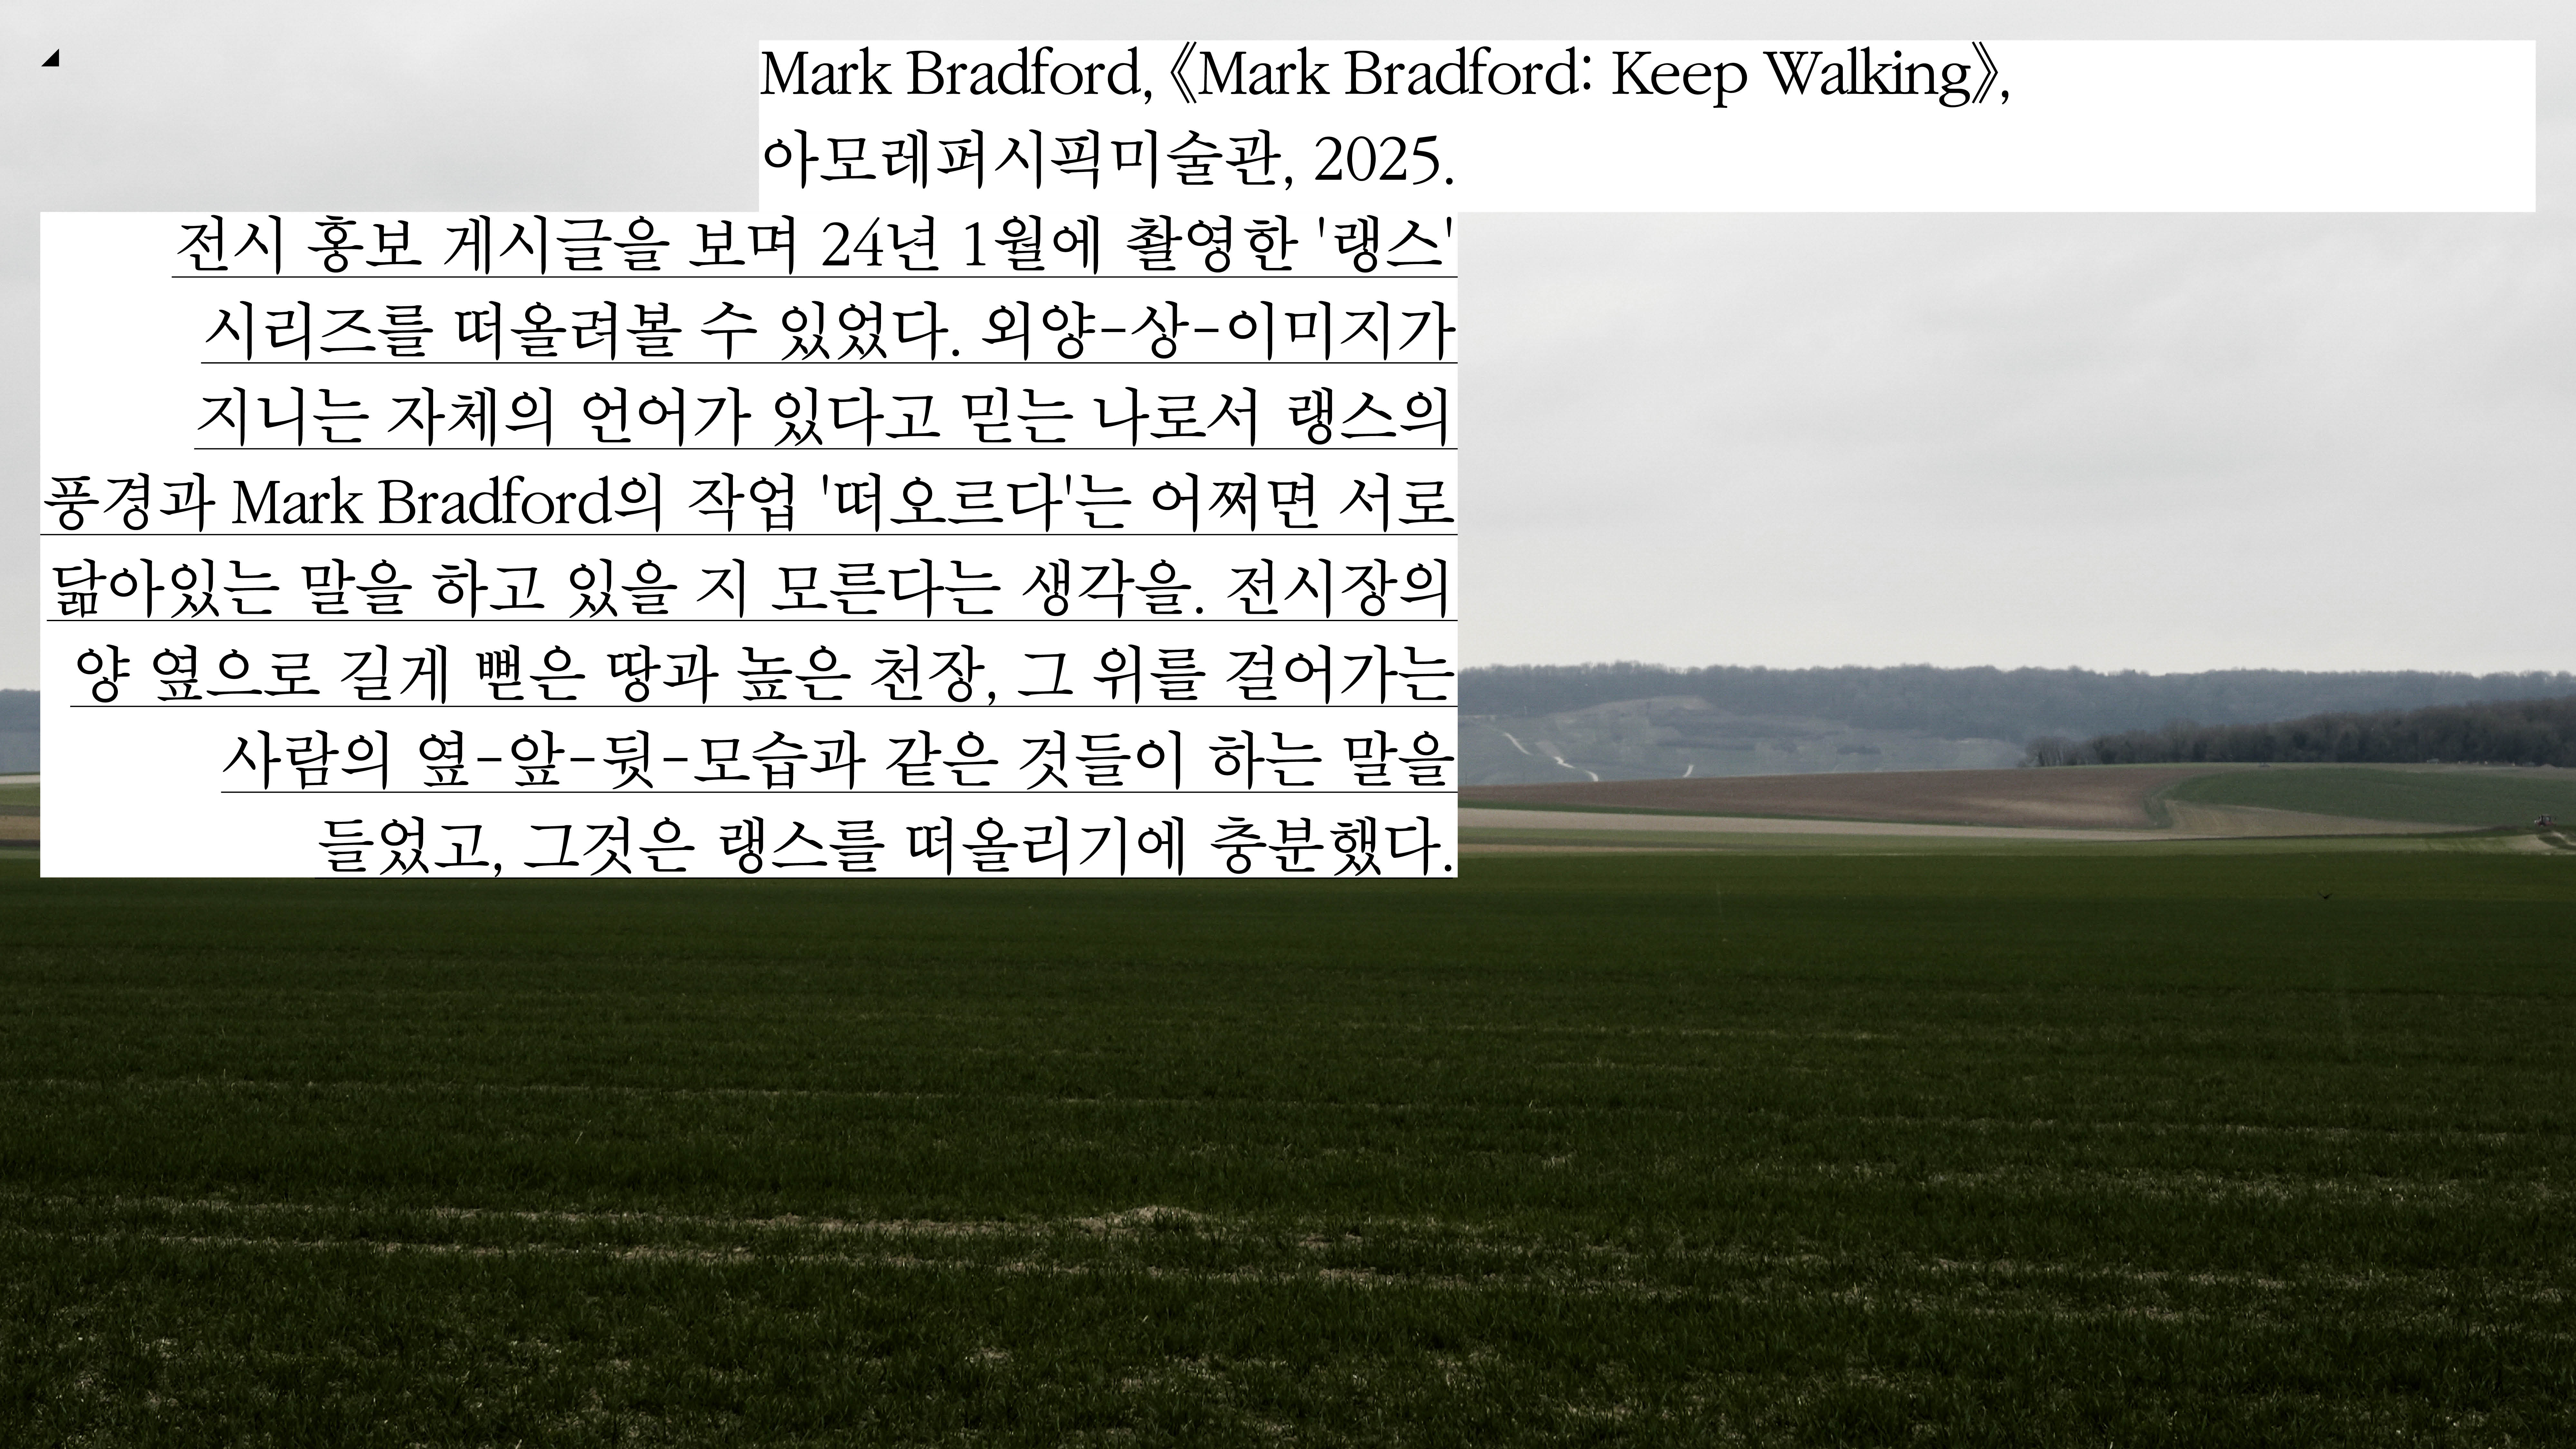 Mark Bradford, 《Mark Bradford: Keep Walking》,
아모레퍼시픽미술관, 2025.
전시 홍보 게시글을 보며 24년 1월에 촬영한 '랭스'
시리즈를 떠올려볼 수 있었다. 외양-상-이미지가
지니는 자체의 언어가 있다고 믿는 나로서 랭스의
풍경과 Mark Bradford의 작업 '떠오르다'는 어쩌면 서로
닮아있는 말을 하고 있을 지 모른다는 생각을. 전시장의
양 옆으로 길게 뻗은 땅과 높은 천장, 그 위를 걸어가는
사람의 옆-앞-뒷-모습과 같은 것들이 하는 말을
들었고, 그것은 랭스를 떠올리기에 충분했다.